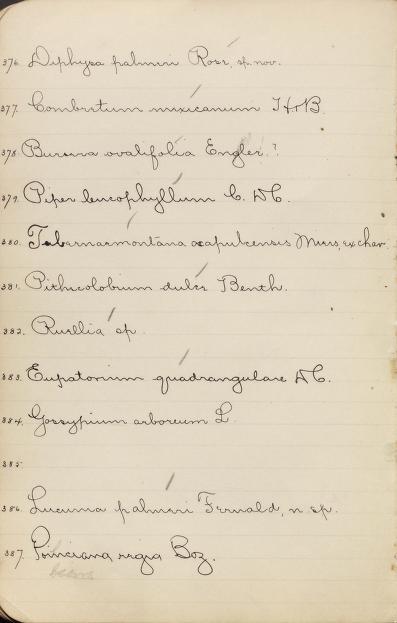 376. Diphysa palmeri Rose, sp. nov.
377. Combretum mexicanum H.B.
378. Bursera ovalifolia Engler.?
379. Piper leucophyllum C. DC.
380. Tabernaemontana acapulcensis Miers, ex char.
381. Pithecolobium dulce Benth.
382. Ruellia sp.
383. Eupatorium quadrangulare DC.
384. Gossypium arboreum L
385.
386. Lucuma palmeri Fernald, n. sp.
387. Poinciana regia Boj.